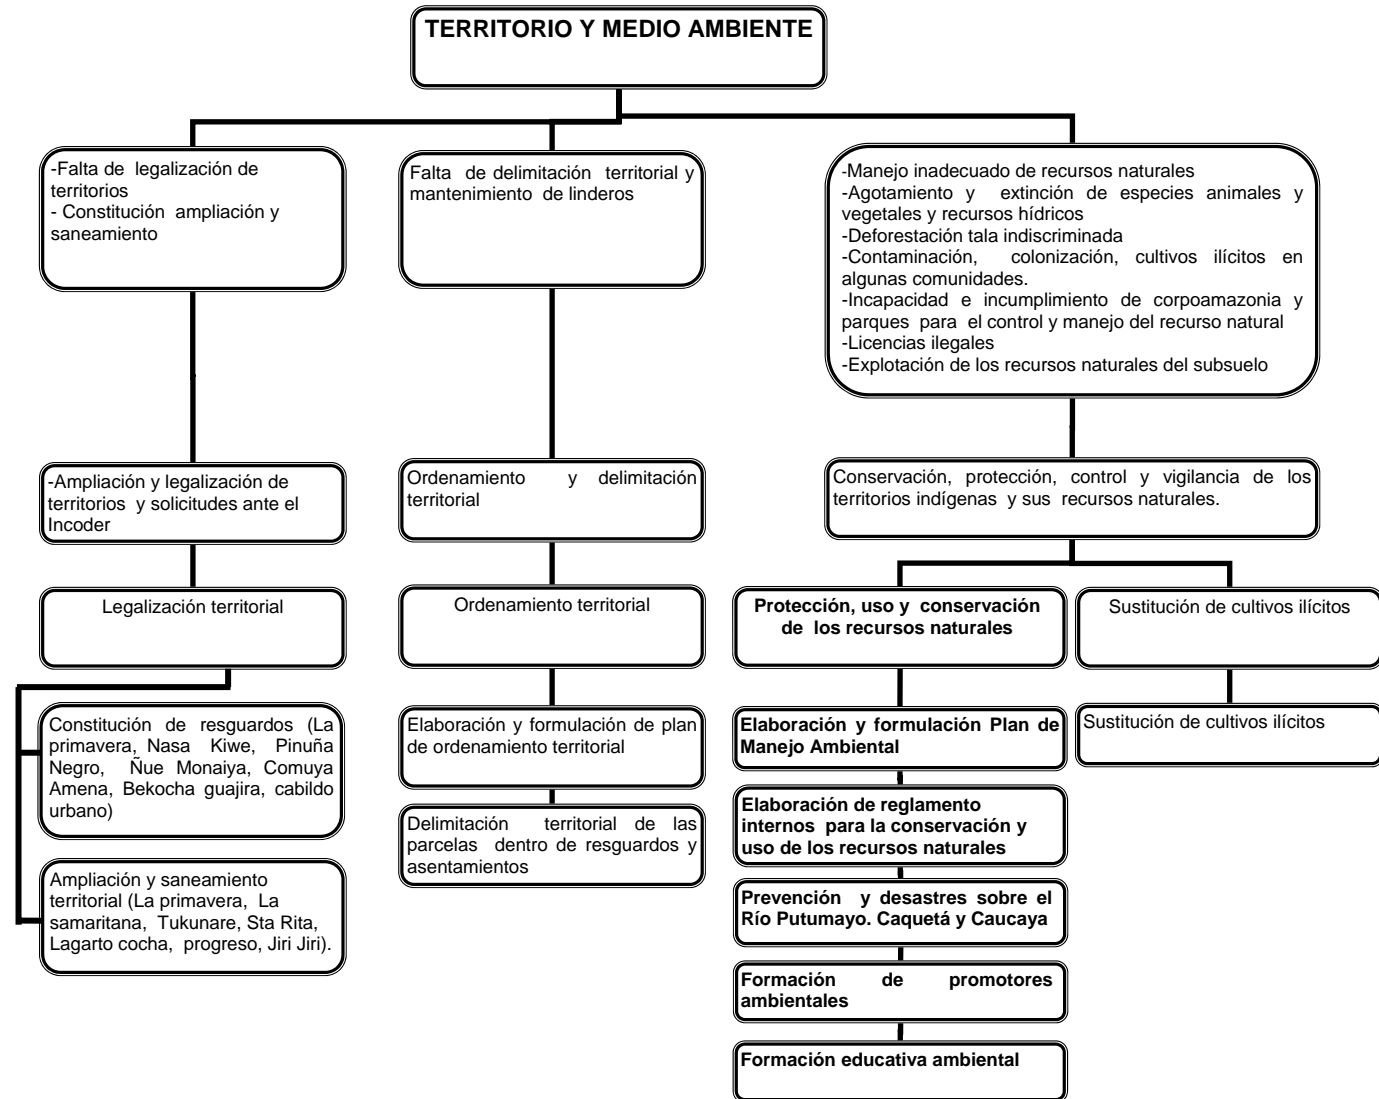 TERRITORIO Y MEDIO AMBIENTE
-Falta de legalización de
territorios
- Constitución ampliación y
saneamiento
Falta de delimitación territorial y
mantenimiento de linderos
-Manejo inadecuado de recursos naturales
-Agotamiento y extinción de especies animales y
vegetales y recursos hídricos
-Deforestación tala indiscriminada
-Contaminación, colonización, cultivos ilícitos en
algunas comunidades.
-Incapacidad e incumplimiento de corpoamazonia y
parques para el control y manejo del recurso natural
-Licencias ilegales
-Explotación de los recursos naturales del subsuelo
-Ampliación y legalización de
territorios y solicitudes ante el
Incoder
Ordenamiento y delimitación
territorial
Conservación, protección, control y vigilancia de los
territorios indígenas y sus recursos naturales.
Legalización territorial
Ordenamiento territorial
Protección, uso y conservación
de los recursos naturales
Sustitución de cultivos ilícitos
Constitución de resguardos (La
primavera, Nasa Kiwe, Pinuña
Negro, Ñue Monaiya, Comuya
Amena, Bekocha guajira, cabildo
urbano)
Elaboración y formulación de plan
de ordenamiento territorial
Elaboración y formulación Plan de
Manejo Ambiental
Sustitución de cultivos ilícitos
Delimitación territorial de las
parcelas dentro de resguardos y
asentamientos
Elaboración de reglamento
internos para la conservación y
uso de los recursos naturales
Ampliación y saneamiento
territorial (La primavera, La
samaritana, Tukunare, Sta Rita,
Lagarto cocha, progreso, Jiri Jiri).
Prevención y desastres sobre el
Río Putumayo. Caquetá y Caucaya
Formación de promotores
ambientales
Formación educativa ambiental